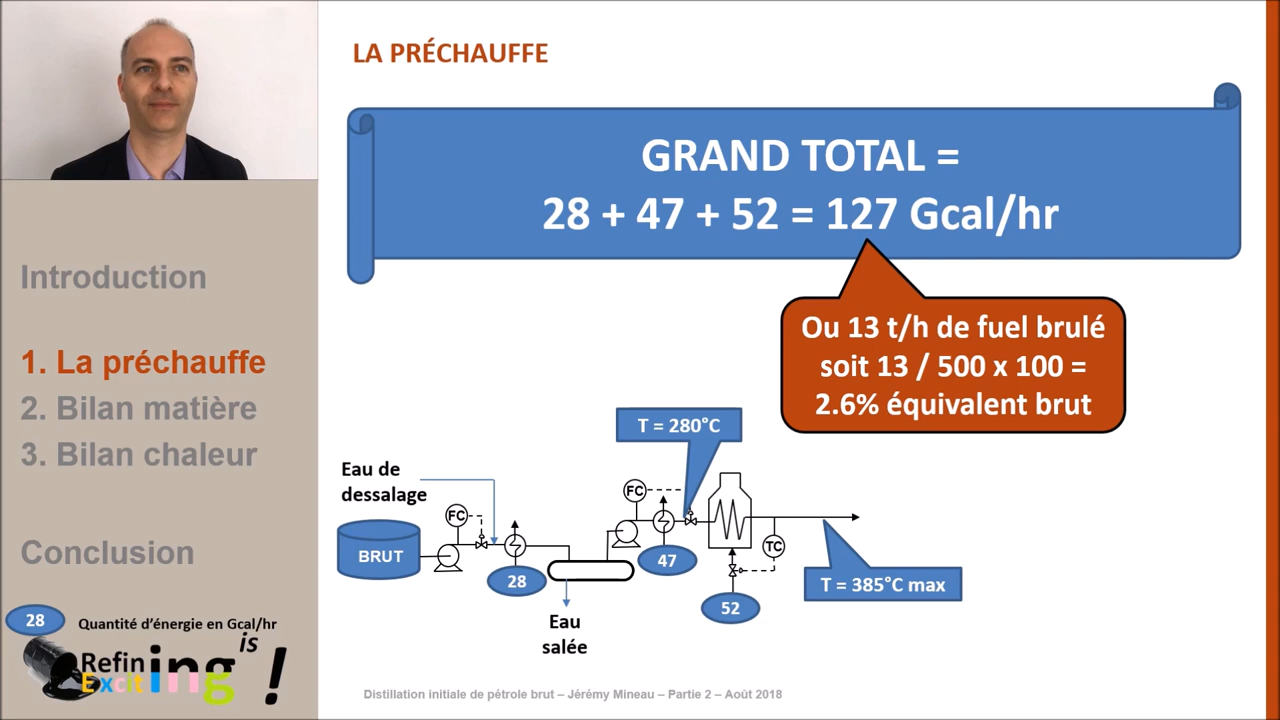 LA PRÉCHAUFFE
GRAND TOTAL =
28 + 47 + 52 = 127 Gcal/hr
Ou 13 t/h de fuel brulé
soit 13 / 500 x 100 =
2.6% équivalent brut
Introduction
1. La préchauffe
2. Bilan matière
3. Bilan chaleur
Conclusion
28
Quantité d’énergie en Gcal/hr
Refining
is
Exciting
!
T = 280°C
Eau de
dessalage
FC
FC
BRUT
28
47
TC
T = 385°C max
52
Eau
salée
Distillation initiale de pétrole brut – Jérémy Mineau – Partie 2 – Août 2018